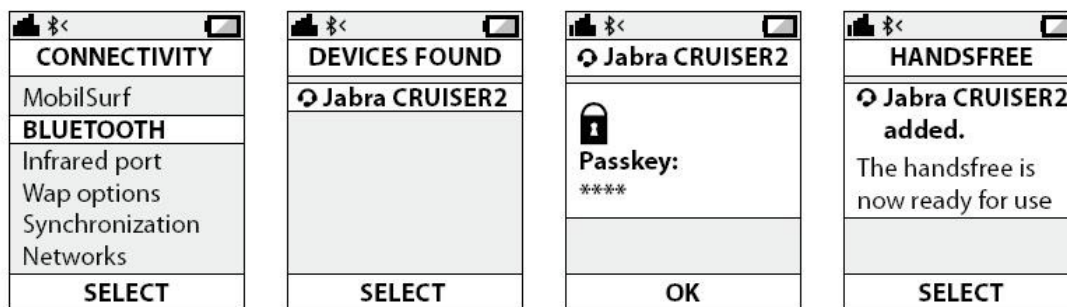 CONNECTIVITY
MobilSurf
BLUETOOTH
Infrared port
Wap options
Synchronization
Networks
SELECT
DEVICES FOUND
Jabra CRUISER2
SELECT
Jabra CRUISER2
Passkey:
****
OK
HANDSFREE
Jabra CRUISER2
added.
The handsfree is
now ready for use
SELECT